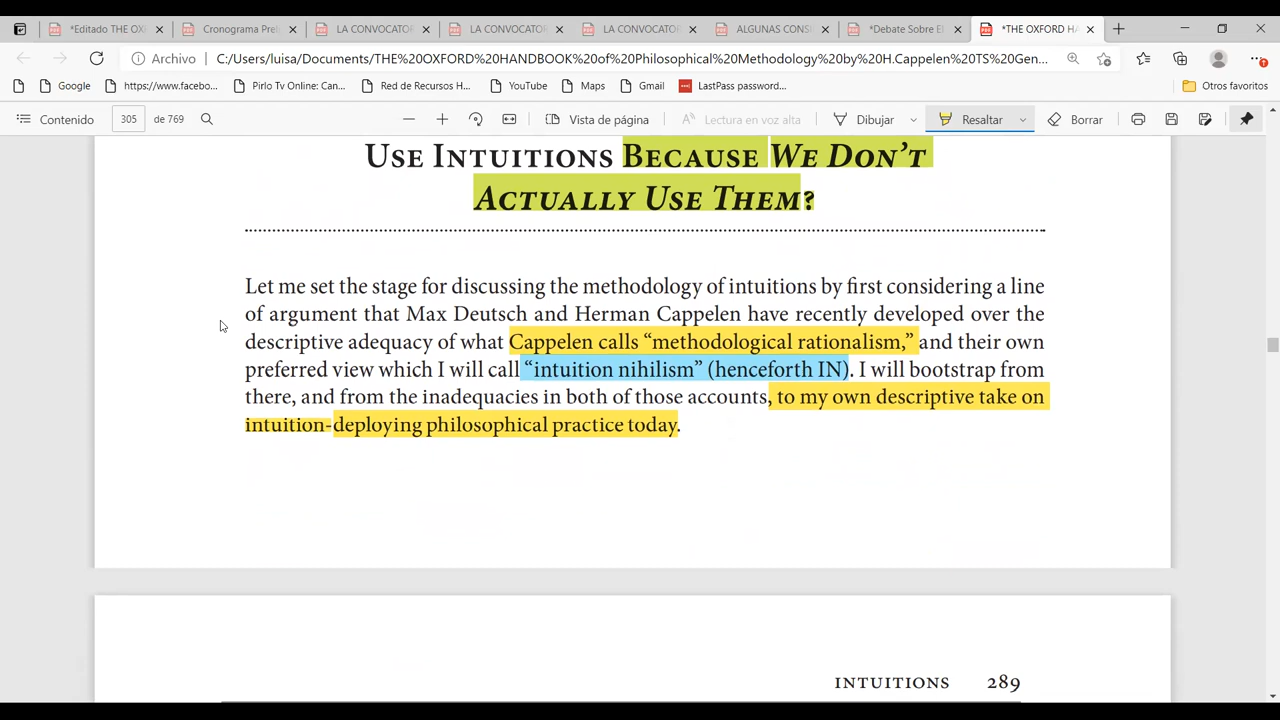 *Editado THE OX
Cronograma Prel
LA CONVOCATOR
LA CONVOCATOR
LA CONVOCATOR
ALGUNAS CONS
*Debate Sobre El
*THE OXFORD HA
Archivo
C:/Users/luisa/Documents/THE%20OXFORD%20HANDBOOK%20of%20Philosophical%20Methodology%20by%20H.Cappelen%20TS%20Gen...
Google
https://www.facebo...
Pirlo Tv Online: Can...
Red de Recursos H...
YouTube
Maps
Gmail
LastPass password...
Otros favoritos
Contenido
305
de 769
Vista de página
Lectura en voz alta
Dibujar
Resaltar
Borrar
USE INTUITIONS BECAUSE WE DON’T
ACTUALLY USE THEM?
Let me set the stage for discussing the methodology of intuitions by first considering a line
of argument that Max Deutsch and Herman Cappelen have recently developed over the
descriptive adequacy of what Cappelen calls “methodological rationalism,” and their own
preferred view which I will call “intuition nihilism” (henceforth IN). I will bootstrap from
there, and from the inadequacies in both of those accounts, to my own descriptive take on
intuition-deploying philosophical practice today.
INTUITIONS 289